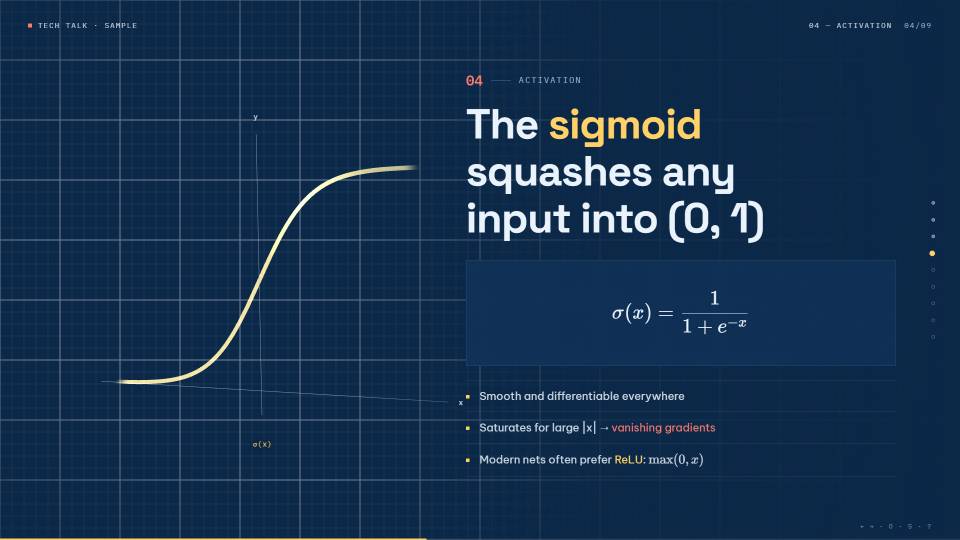 TECH TALK · SAMPLE
04 — ACTIVATION 04/09
04 — ACTIVATION
The sigmoid
squashes any
input into (0, 1)
y
x
σ(x)
σ(x) = 1 / (1 + e^{−x})
Smooth and differentiable everywhere
Saturates for large |x| → vanishing gradients
Modern nets often prefer ReLU: max(0, x)